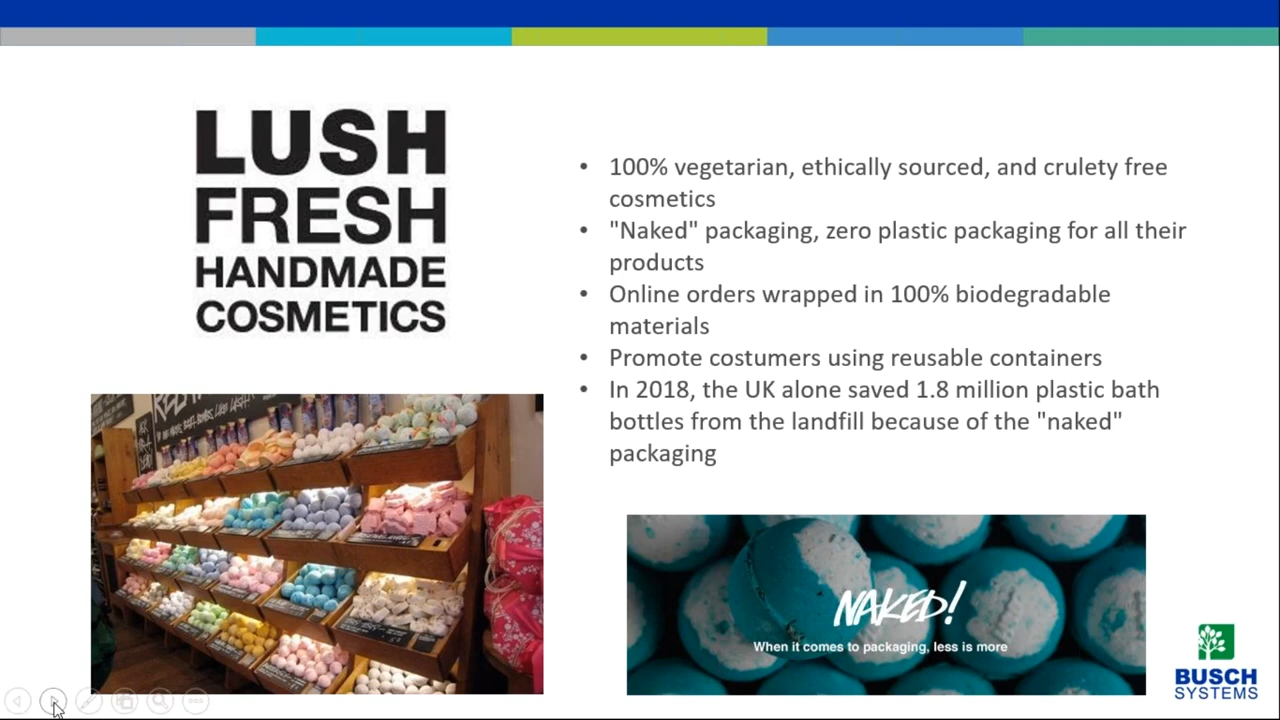 LUSH
FRESH
HANDMADE
COSMETICS
• 100% vegetarian, ethically sourced, and crulety free
cosmetics
• "Naked" packaging, zero plastic packaging for all their
products
• Online orders wrapped in 100% biodegradable
materials
• Promote costumers using reusable containers
• In 2018, the UK alone saved 1.8 million plastic bath
bottles from the landfill because of the "naked"
packaging
NAKED!
When it comes to packaging, less is more
BUSCH
SYSTEMS